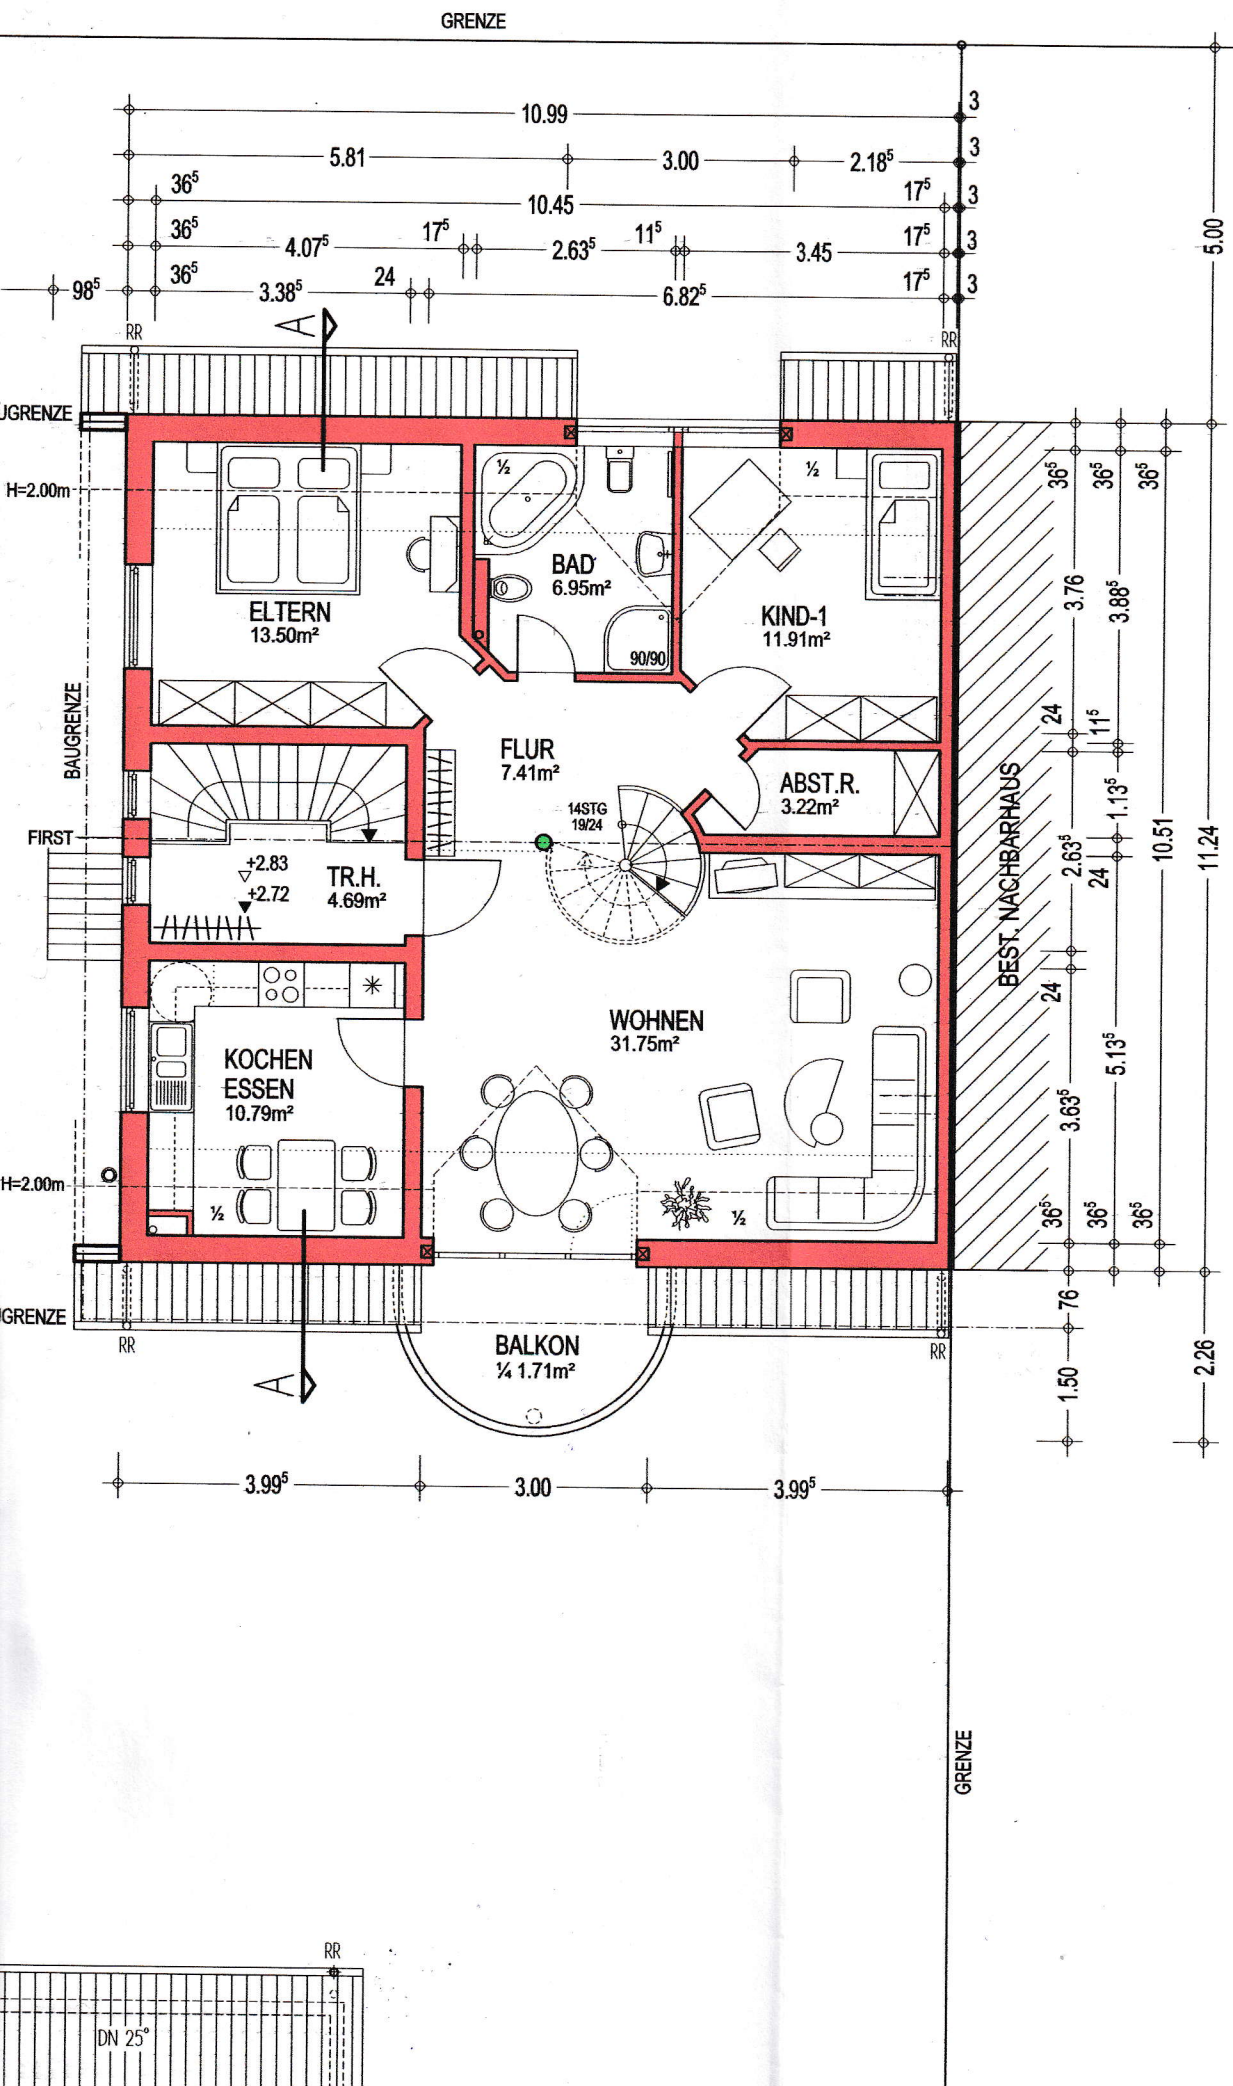 GRENZE
10.99
3
5.81
3.00
2.18⁵
3
36⁵
10.45
17⁵
3
36⁵
4.07⁵
17⁵
2.63⁵
11⁵
3.45
17⁵
3
98⁵
36⁵
3.38⁵
24
6.82⁵
17⁵
3
5.00
A
RR
RR
UGRENZE
H=2.00m
½
½
36⁵
36⁵
36⁵
BAD
6.95m²
ELTERN
13.50m²
KIND-1
11.91m²
90/90
3.76
3.88⁵
BAUGRENZE
FLUR
7.41m²
ABST.R.
3.22m²
24
11⁵
1.13⁵
14STG
19/24
FIRST
+2.83
+2.72
TR.H.
4.69m²
BEST. NACHBARHAUS
2.63⁵
24
10.51
11.24
24
WOHNEN
31.75m²
KOCHEN
ESSEN
10.79m²
5.13⁵
3.63⁵
H=2.00m
½
½
36⁵
36⁵
36⁵
UGRENZE
RR
BALKON
¼ 1.71m²
RR
A
76
1.50
2.26
3.99⁵
3.00
3.99⁵
GRENZE
RR
DN 25°